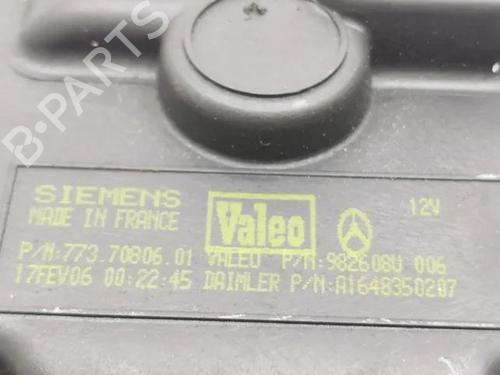 B-PARTS
SIEMENS Valeo 12V
MADE IN FRANCE
P/N:773.70806.01 VALEO P/N:982608U 006
17FEV06 00:22:45 DAIMLER P/N:A1648350207